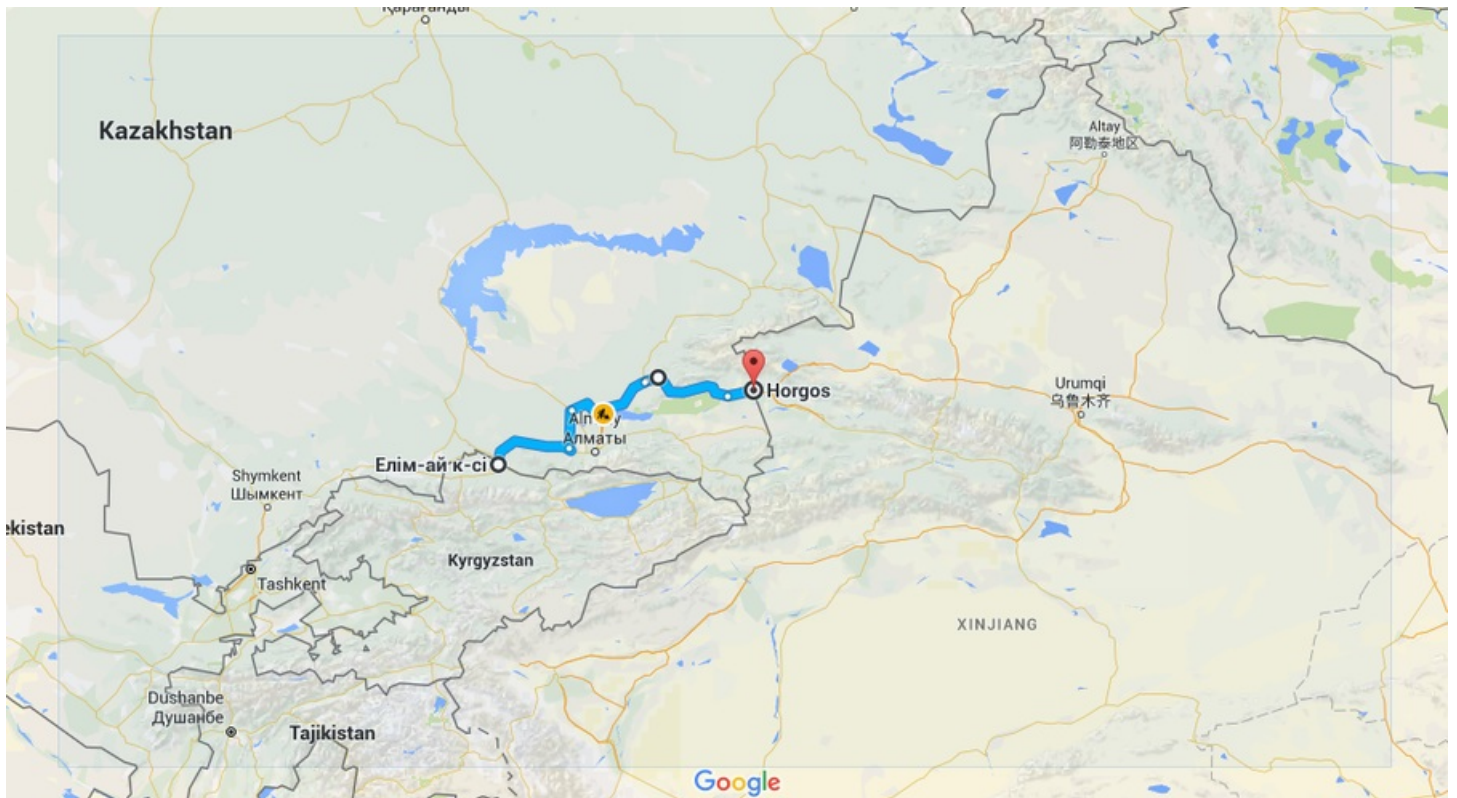 Қарағанды
Kazakhstan
Altay
阿勒泰地区
Horgos
Urumqi
乌鲁木齐
Алматы
Елім-ай к-сі
Shymkent
Шымкент
ekistan
Kyrgyzstan
Tashkent
XINJIANG
Dushanbe
Душанбе
Tajikistan
Google